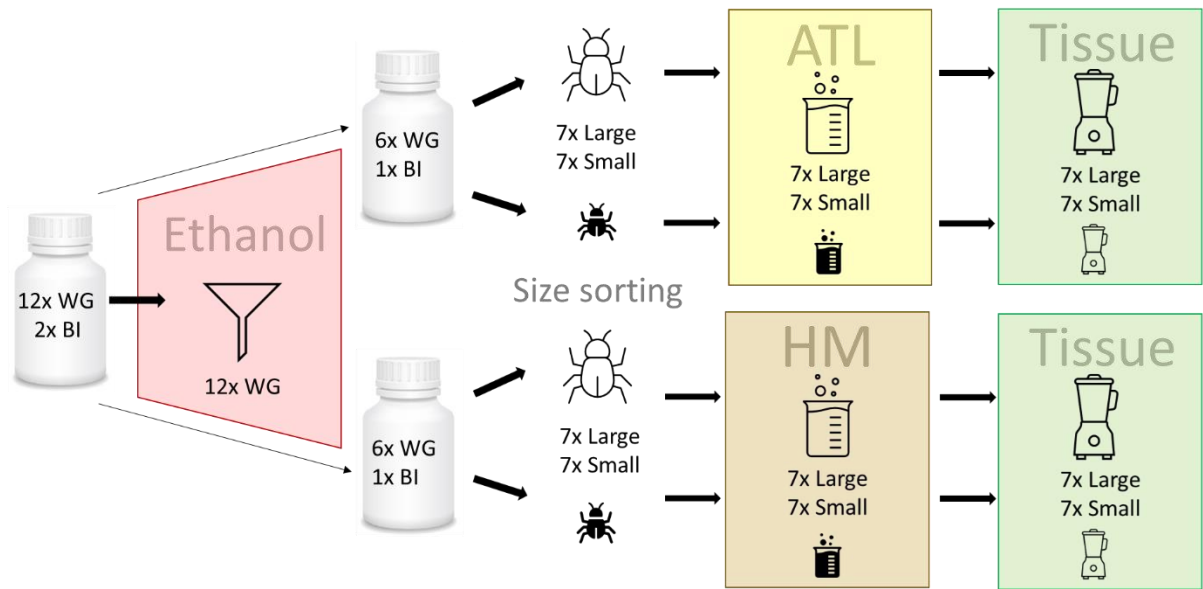 12x WG
2x BI
Ethanol
12x WG
6x WG
1x BI
7x Large
7x Small
ATL
7x Large
7x Small
Tissue
7x Large
7x Small
Size sorting
6x WG
1x BI
7x Large
7x Small
HM
7x Large
7x Small
Tissue
7x Large
7x Small